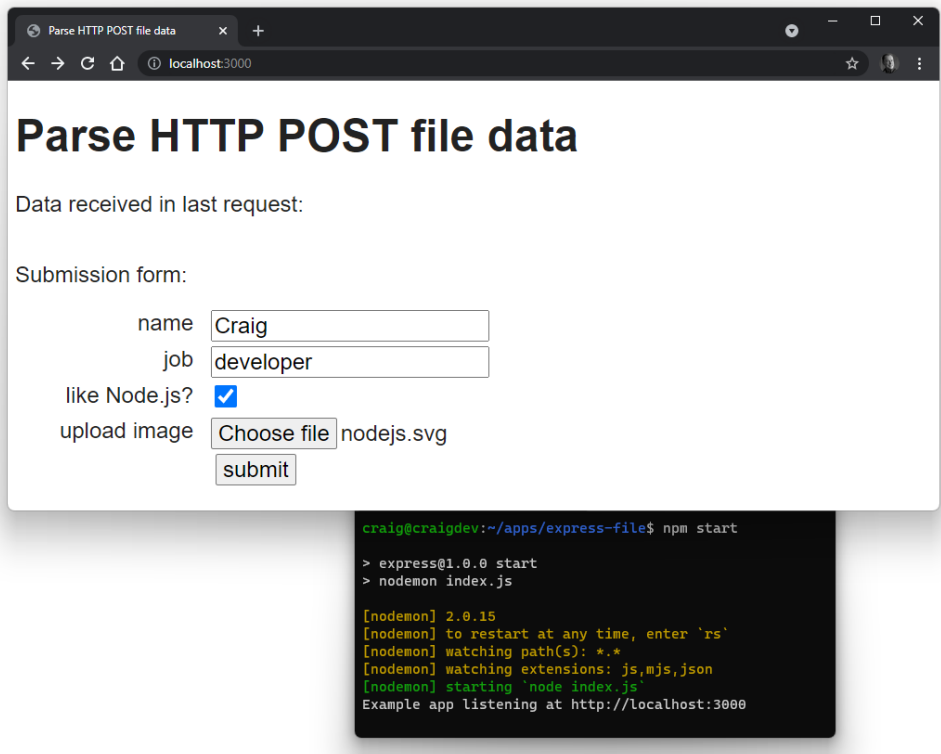 Parse HTTP POST file data
localhost:3000
Parse HTTP POST file data
Data received in last request:
Submission form:
name Craig
job developer
like Node.js?
upload image Choose file nodejs.svg
submit
craig@craigdev:~/apps/express-file$ npm start
> express@1.0.0 start
> nodemon index.js
[nodemon] 2.0.15
[nodemon] to restart at any time, enter `rs`
[nodemon] watching path(s): *.*
[nodemon] watching extensions: js,mjs,json
[nodemon] starting `node index.js`
Example app listening at http://localhost:3000